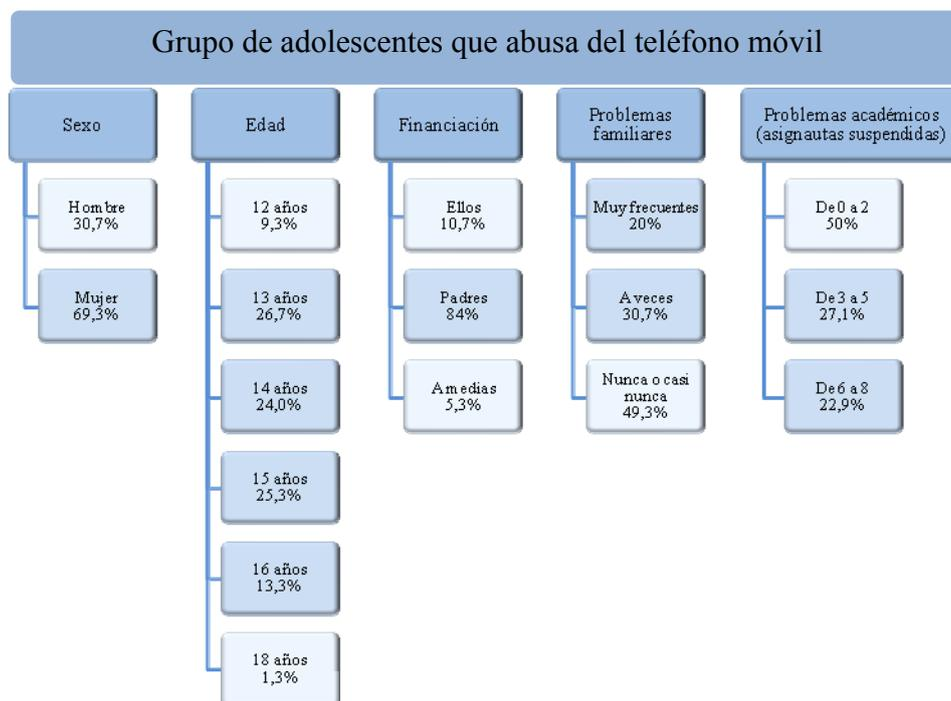 Grupo de adolescentes que abusa del teléfono móvil
Sexo
Hombre
30,7%
Mujer
69,3%
Edad
12 años
9,3%
13 años
26,7%
14 años
24,0%
15 años
25,3%
16 años
13,3%
18 años
1,3%
Financiación
Ellos
10,7%
Padres
84%
A medias
5,3%
Problemas
familiares
Muy frecuentes
20%
A veces
30,7%
Nunca o casi
nunca
49,3%
Problemas académicos
(asignautas suspendidas)
De 0 a 2
50%
De 3 a 5
27,1%
De 6 a 8
22,9%